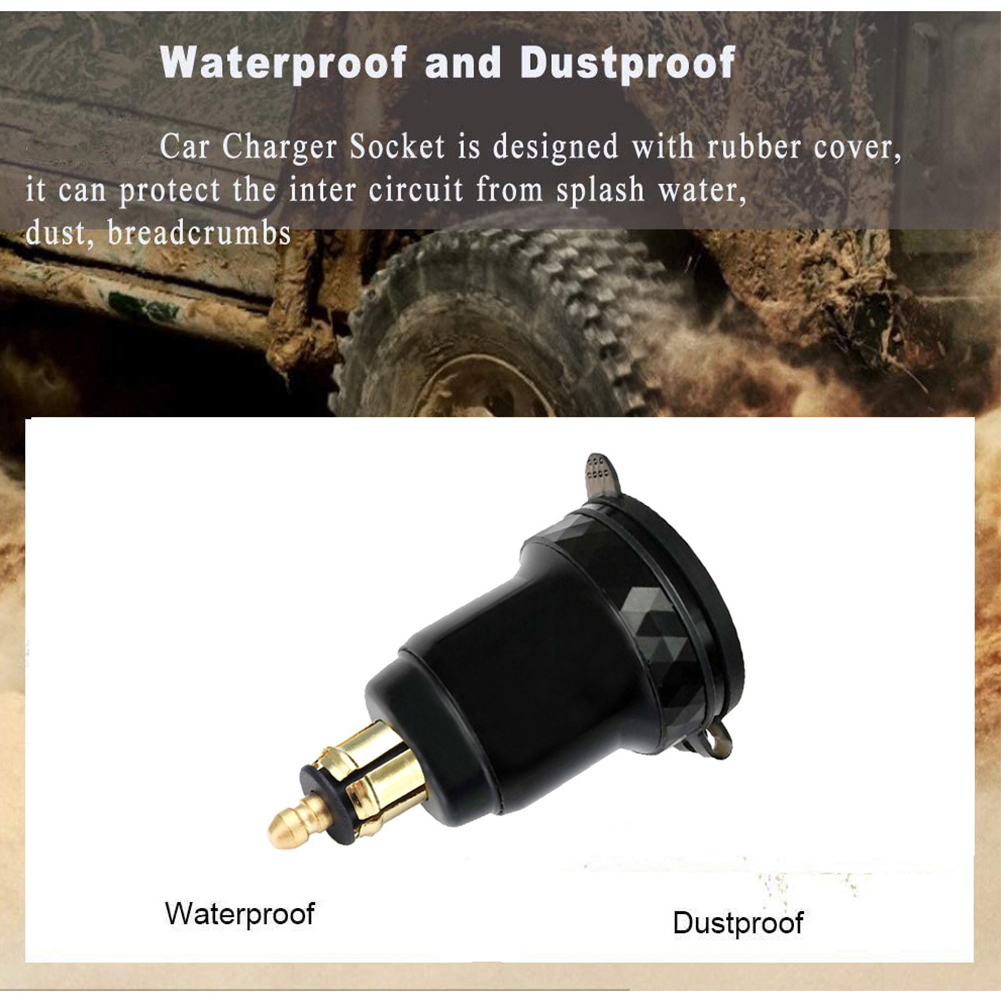 Waterproof and Dustproof
Car Charger Socket is designed with rubber cover,
it can protect the inter circuit from splash water,
dust, breadcrumbs
Waterproof
Dustproof